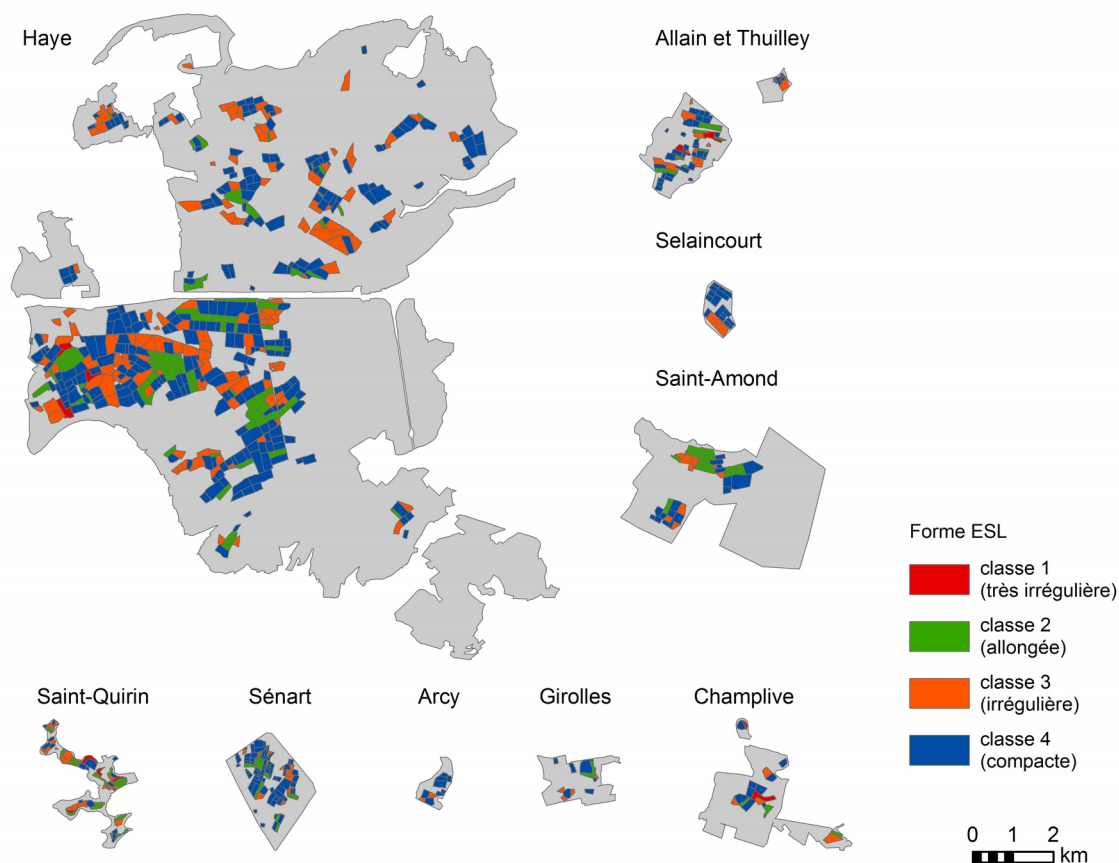 Haye
Allain et Thuilley
Selaincourt
Saint-Amond
Forme ESL
classe 1
(très irrégulière)
classe 2
(allongée)
classe 3
(irrégulière)
classe 4
(compacte)
Saint-Quirin
Sénart
Arcy
Girolles
Champlive
0 1 2
km